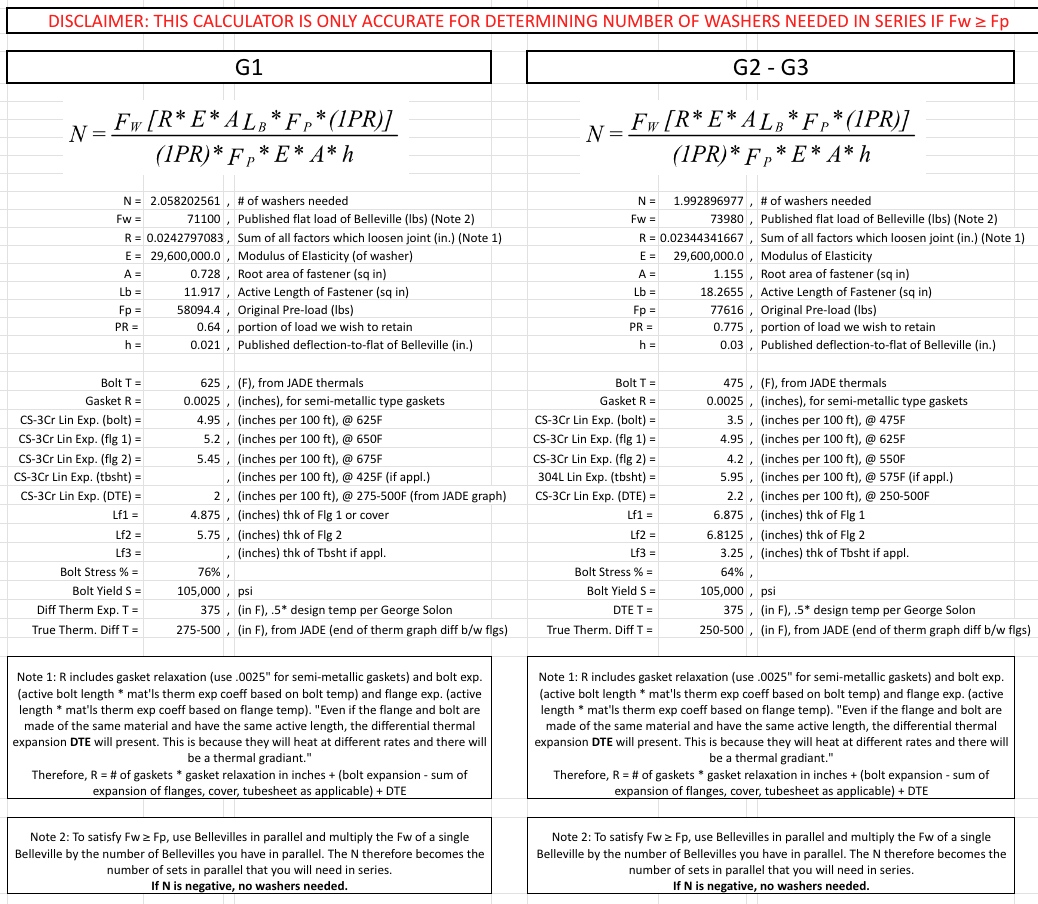 DISCLAIMER: THIS CALCULATOR IS ONLY ACCURATE FOR DETERMINING NUMBER OF WASHERS NEEDED IN SERIES IF Fw ≥ Fp
G1
N = F_W [R* E* A L_B * F_P *(1PR)] / (1PR)* F_P * E* A* h
N = 2.058202561 , # of washers needed
Fw = 71100 , Published flat load of Belleville (lbs) (Note 2)
R = 0.0242797083 , Sum of all factors which loosen joint (in.) (Note 1)
E = 29,600,000.0 , Modulus of Elasticity (of washer)
A = 0.728 , Root area of fastener (sq in)
Lb = 11.917 , Active Length of Fastener (sq in)
Fp = 58094.4 , Original Pre-load (lbs)
PR = 0.64 , portion of load we wish to retain
h = 0.021 , Published deflection-to-flat of Belleville (in.)
Bolt T = 625 , (F), from JADE thermals
Gasket R = 0.0025 , (inches), for semi-metallic type gaskets
CS-3Cr Lin Exp. (bolt) = 4.95 , (inches per 100 ft), @ 625F
CS-3Cr Lin Exp. (flg 1) = 5.2 , (inches per 100 ft), @ 650F
CS-3Cr Lin Exp. (flg 2) = 5.45 , (inches per 100 ft), @ 675F
CS-3Cr Lin Exp. (tbsht) = , (inches per 100 ft), @ 425F (if appl.)
CS-3Cr Lin Exp. (DTE) = 2 , (inches per 100 ft), @ 275-500F (from JADE graph)
Lf1 = 4.875 , (inches) thk of Flg 1 or cover
Lf2 = 5.75 , (inches) thk of Flg 2
Lf3 = , (inches) thk of Tbsht if appl.
Bolt Stress % = 76% ,
Bolt Yield S = 105,000 , psi
Diff Therm Exp. T = 375 , (in F), .5* design temp per George Solon
True Therm. Diff T = 275-500 , (in F), from JADE (end of therm graph diff b/w flgs)
Note 1: R includes gasket relaxation (use .0025" for semi-metallic gaskets) and bolt exp.
(active bolt length * mat'ls therm exp coeff based on bolt temp) and flange exp. (active
length * mat'ls therm exp coeff based on flange temp). "Even if the flange and bolt are
made of the same material and have the same active length, the differential thermal
expansion DTE will present. This is because they will heat at different rates and there will
be a thermal gradiant."
Therefore, R = # of gaskets * gasket relaxation in inches + (bolt expansion - sum of
expansion of flanges, cover, tubesheet as applicable) + DTE
Note 2: To satisfy Fw ≥ Fp, use Bellevilles in parallel and multiply the Fw of a single
Belleville by the number of Bellevilles you have in parallel. The N therefore becomes the
number of sets in parallel that you will need in series.
If N is negative, no washers needed.
G2 - G3
N = F_W [R* E* A L_B * F_P *(1PR)] / (1PR)* F_P * E* A* h
N = 1.992896977 , # of washers needed
Fw = 73980 , Published flat load of Belleville (lbs) (Note 2)
R = 0.02344341667 , Sum of all factors which loosen joint (in.) (Note 1)
E = 29,600,000.0 , Modulus of Elasticity
A = 1.155 , Root area of fastener (sq in)
Lb = 18.2655 , Active Length of Fastener (sq in)
Fp = 77616 , Original Pre-load (lbs)
PR = 0.775 , portion of load we wish to retain
h = 0.03 , Published deflection-to-flat of Belleville (in.)
Bolt T = 475 , (F), from JADE thermals
Gasket R = 0.0025 , (inches), for semi-metallic type gaskets
CS-3Cr Lin Exp. (bolt) = 3.5 , (inches per 100 ft), @ 475F
CS-3Cr Lin Exp. (flg 1) = 4.95 , (inches per 100 ft), @ 625F
CS-3Cr Lin Exp. (flg 2) = 4.2 , (inches per 100 ft), @ 550F
304L Lin Exp. (tbsht) = 5.95 , (inches per 100 ft), @ 575F (if appl.)
CS-3Cr Lin Exp. (DTE) = 2.2 , (inches per 100 ft), @ 250-500F
Lf1 = 6.875 , (inches) thk of Flg 1
Lf2 = 6.8125 , (inches) thk of Flg 2
Lf3 = 3.25 , (inches) thk of Tbsht if appl.
Bolt Stress % = 64% ,
Bolt Yield S = 105,000 , psi
DTE T = 375 , (in F), .5* design temp per George Solon
True Therm. Diff T = 250-500 , (in F), from JADE (end of therm graph diff b/w flgs)
Note 1: R includes gasket relaxation (use .0025" for semi-metallic gaskets) and bolt exp.
(active bolt length * mat'ls therm exp coeff based on bolt temp) and flange exp. (active
length * mat'ls therm exp coeff based on flange temp). "Even if the flange and bolt are
made of the same material and have the same active length, the differential thermal
expansion DTE will present. This is because they will heat at different rates and there will
be a thermal gradiant."
Therefore, R = # of gaskets * gasket relaxation in inches + (bolt expansion - sum of
expansion of flanges, cover, tubesheet as applicable) + DTE
Note 2: To satisfy Fw ≥ Fp, use Bellevilles in parallel and multiply the Fw of a single
Belleville by the number of Bellevilles you have in parallel. The N therefore becomes the
number of sets in parallel that you will need in series.
If N is negative, no washers needed.